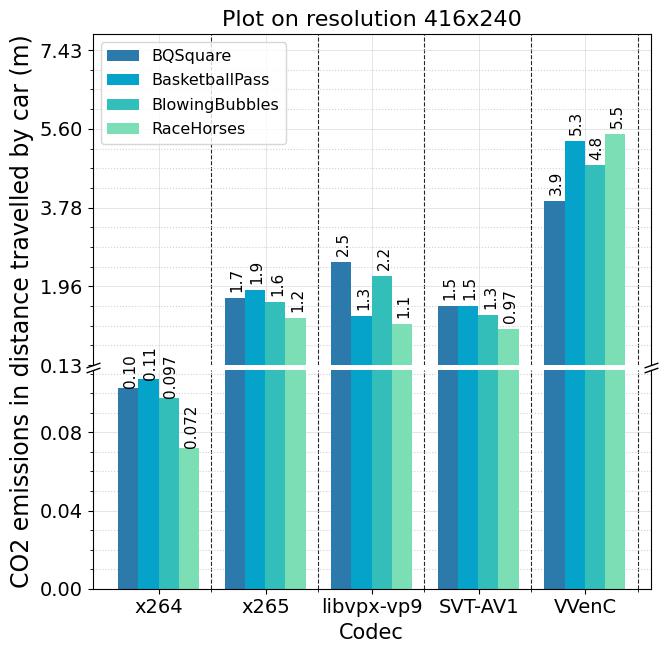 Plot on resolution 416x240
CO2 emissions in distance travelled by car (m)
7.43
5.60
3.78
1.96
0.13
0.08
0.04
0.00
BQSquare
BasketballPass
BlowingBubbles
RaceHorses
0.10
0.11
0.097
0.072
1.7
1.9
1.6
1.2
2.5
1.3
2.2
1.1
1.5
1.5
1.3
0.97
3.9
5.3
4.8
5.5
x264
x265
libvpx-vp9
SVT-AV1
VVenC
Codec